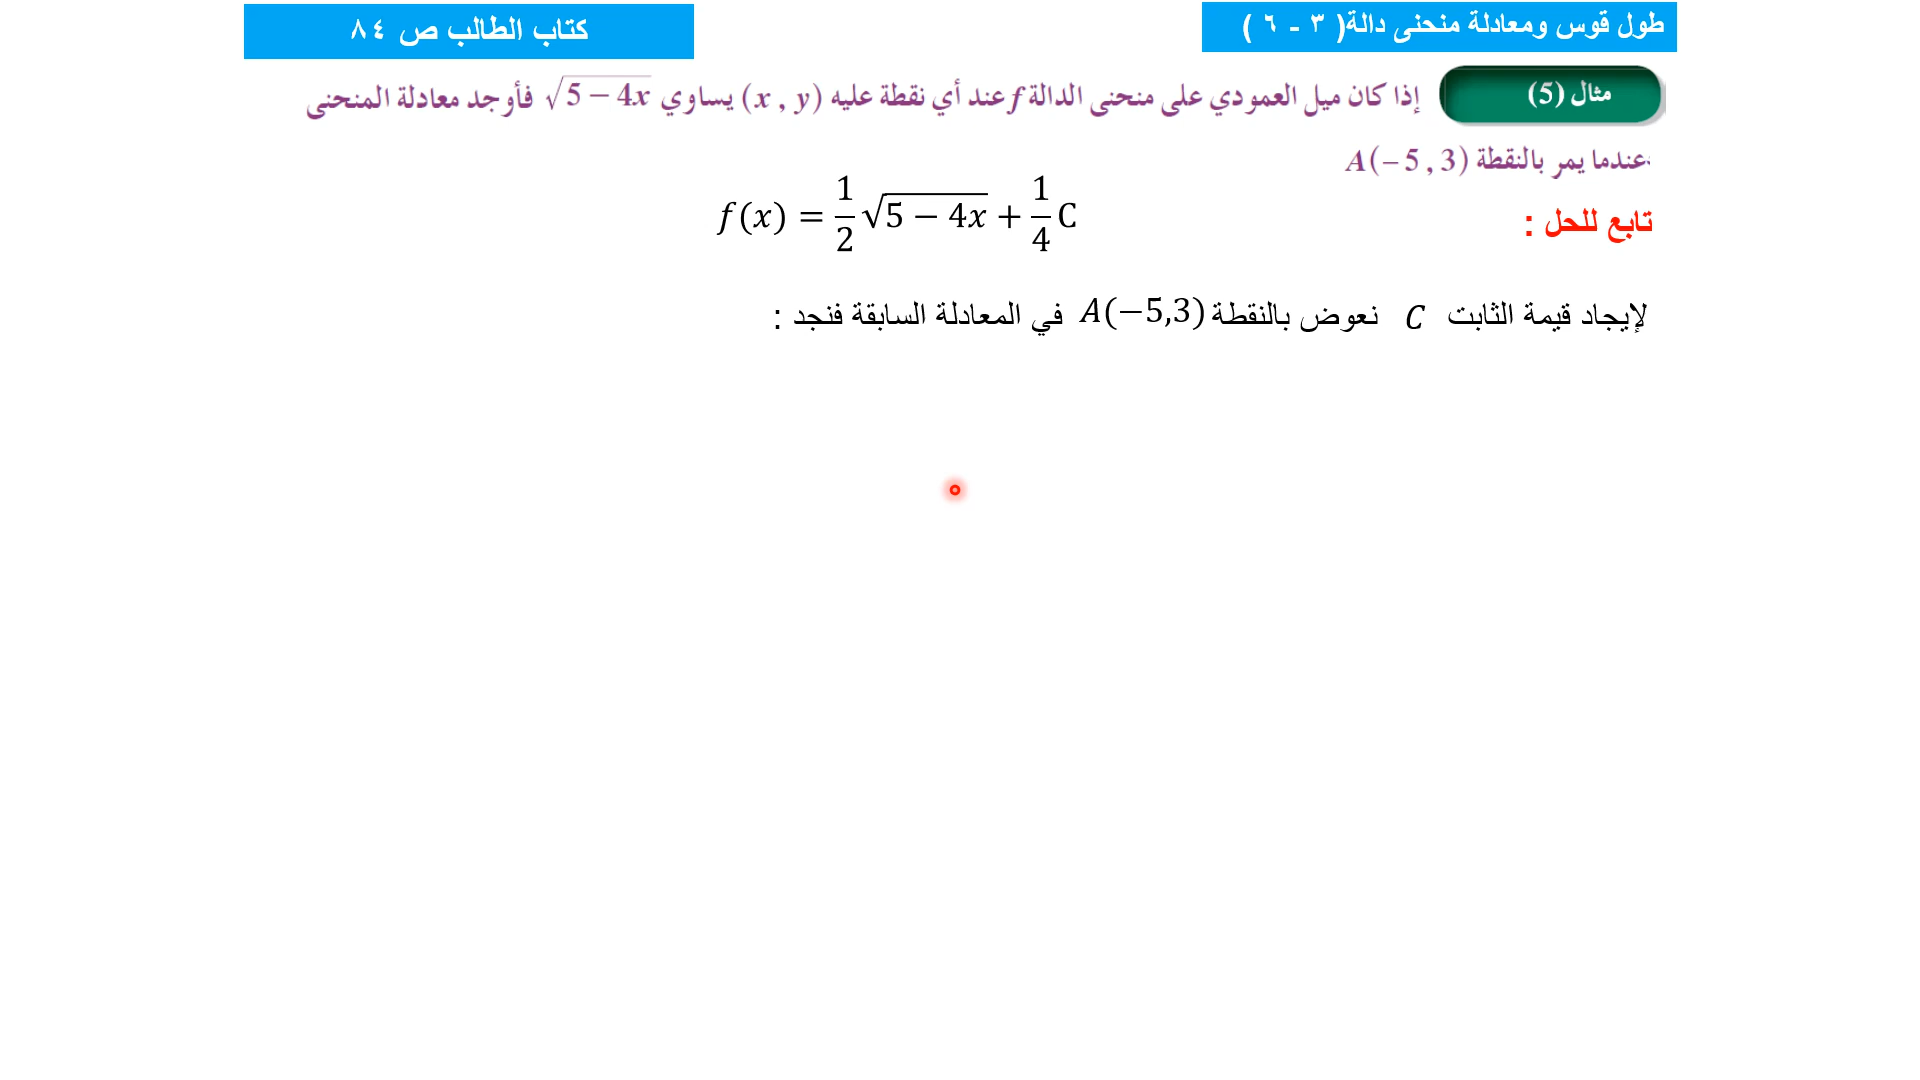 طول قوس ومعادلة منحنى دالة( ٣ - ٦ )
كتاب الطالب ص ٨٤
مثال (5)
إذا كان ميل العمودي على منحنى الدالة f عند أي نقطة عليه (x , y) يساوي √(5 – 4x) فأوجد معادلة المنحنى
عندما يمر بالنقطة A(– 5 , 3)
تابع للحل :
f(x) = 1/2 √(5 − 4x) + 1/4 C
لإيجاد قيمة الثابت C نعوض بالنقطة A(−5,3) في المعادلة السابقة فنجد :